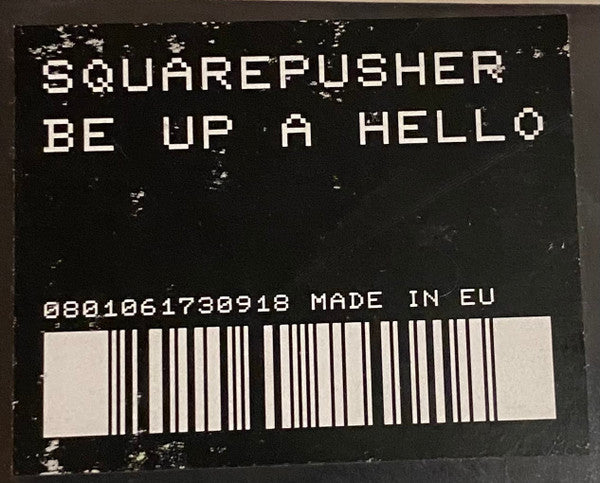 SQUAREPUSHER
BE UP A HELLO
0801061730918 MADE IN EU